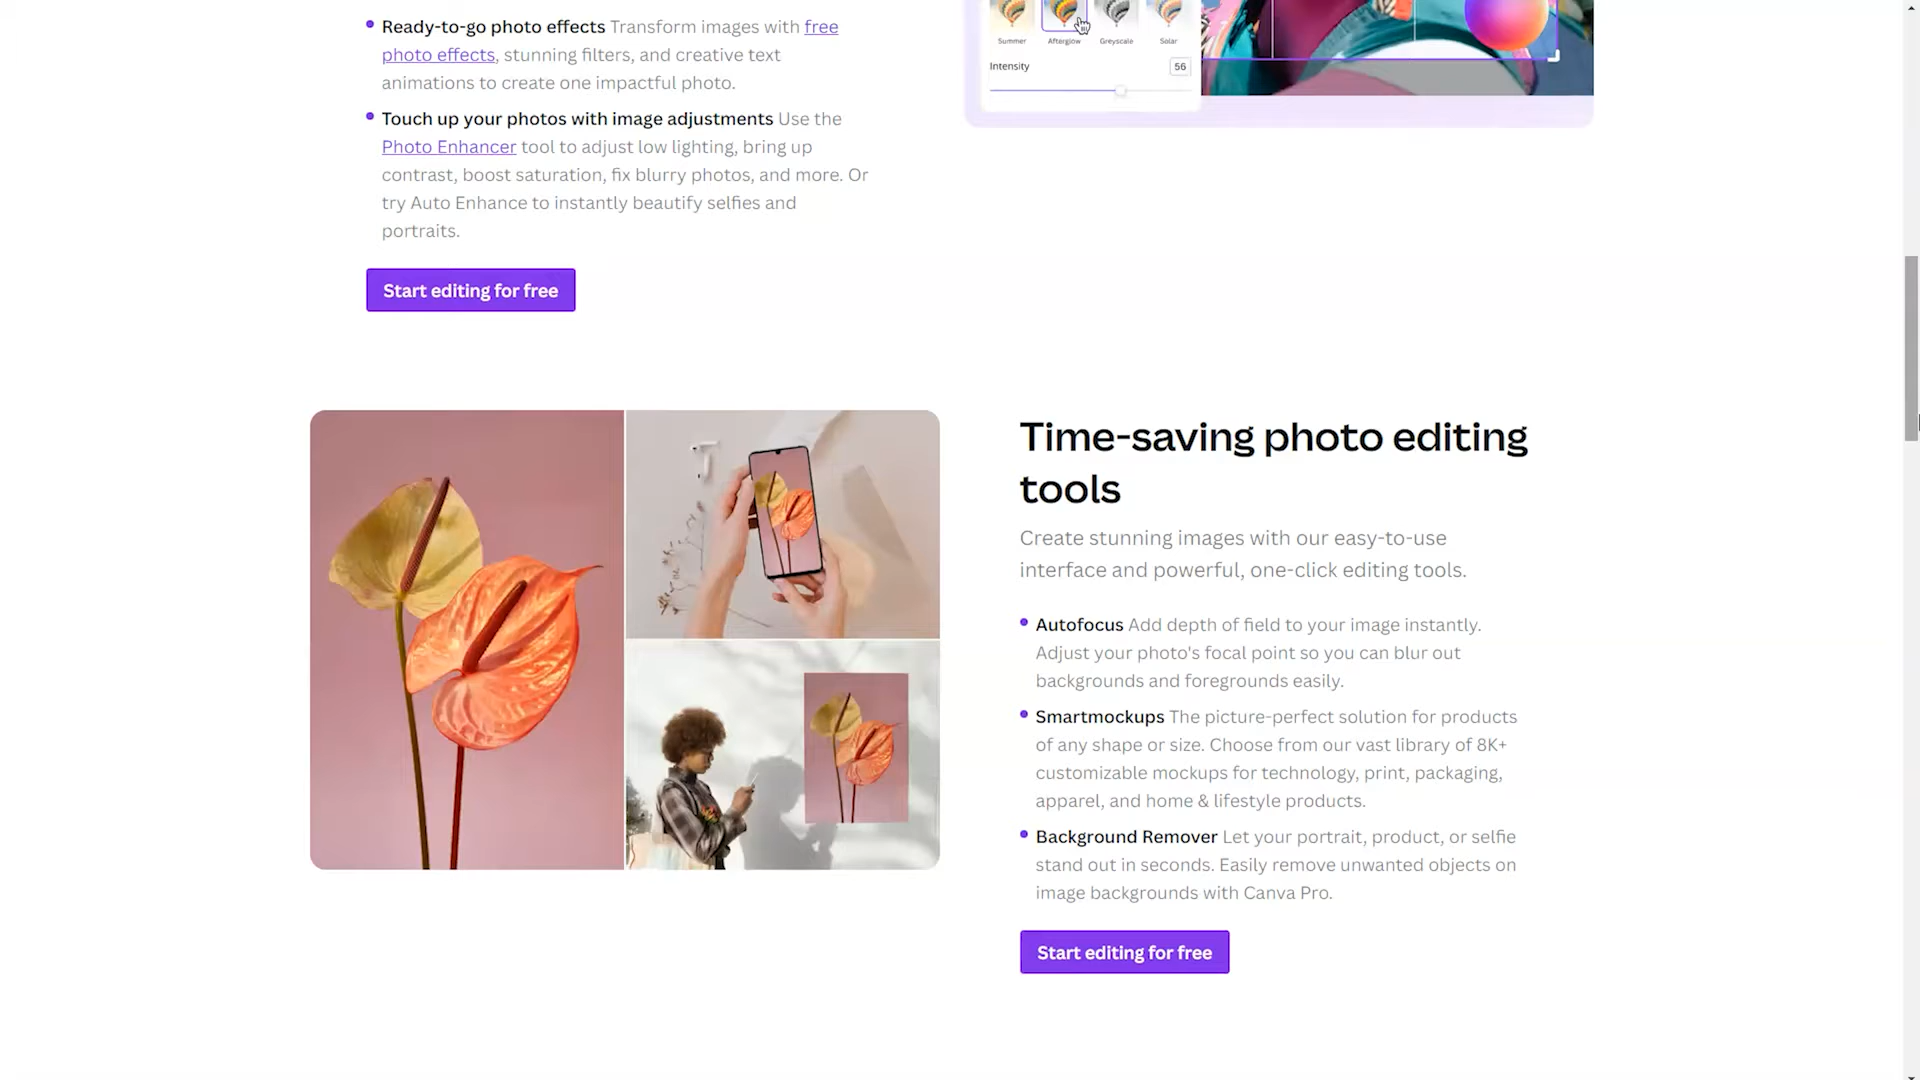 Ready-to-go photo effects Transform images with free
photo effects, stunning filters, and creative text
animations to create one impactful photo.
Touch up your photos with image adjustments Use the
Photo Enhancer tool to adjust low lighting, bring up
contrast, boost saturation, fix blurry photos, and more. Or
try Auto Enhance to instantly beautify selfies and
portraits.
Start editing for free
Summer Afterglow Greyscale Solar
Intensity 56
Time-saving photo editing
tools
Create stunning images with our easy-to-use
interface and powerful, one-click editing tools.
Autofocus Add depth of field to your image instantly.
Adjust your photo's focal point so you can blur out
backgrounds and foregrounds easily.
Smartmockups The picture-perfect solution for products
of any shape or size. Choose from our vast library of 8K+
customizable mockups for technology, print, packaging,
apparel, and home & lifestyle products.
Background Remover Let your portrait, product, or selfie
stand out in seconds. Easily remove unwanted objects on
image backgrounds with Canva Pro.
Start editing for free